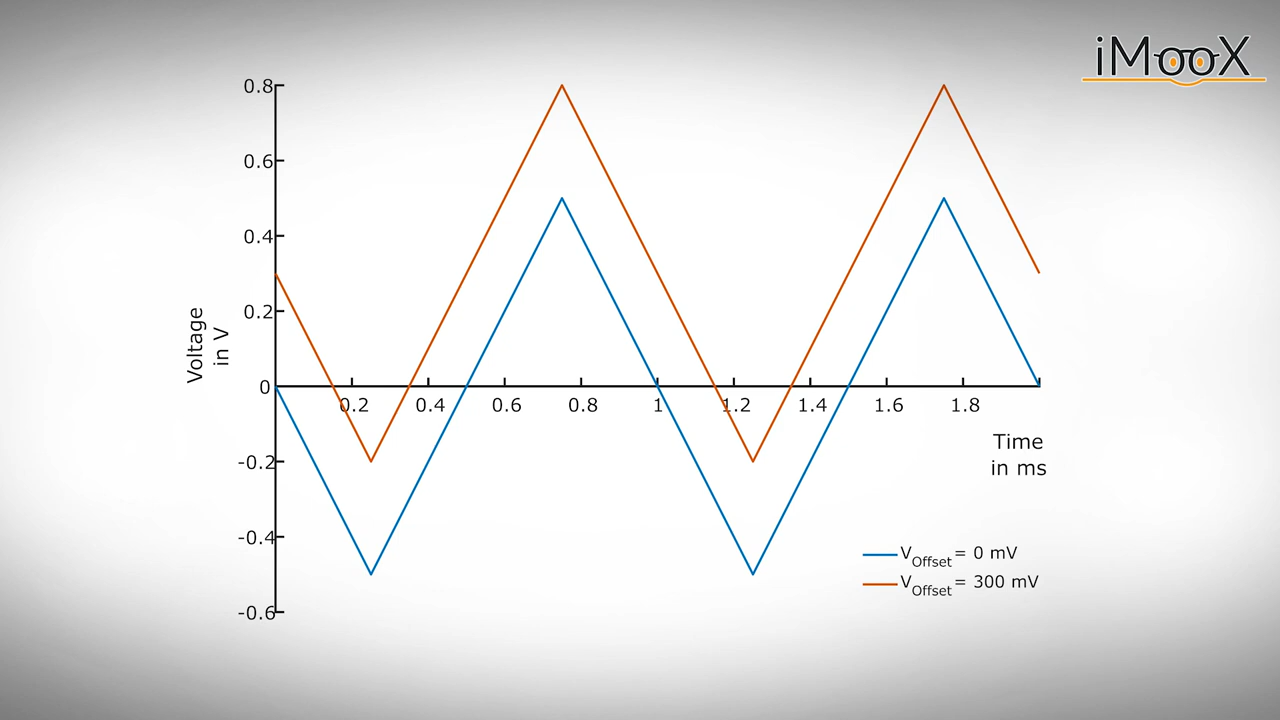 iMooX
0.8
0.6
0.4
0.2
0
-0.2
-0.4
-0.6
Voltage
in V
0.2 0.4 0.6 0.8 1 1.2 1.4 1.6 1.8
Time
in ms
VOffset = 0 mV
VOffset = 300 mV